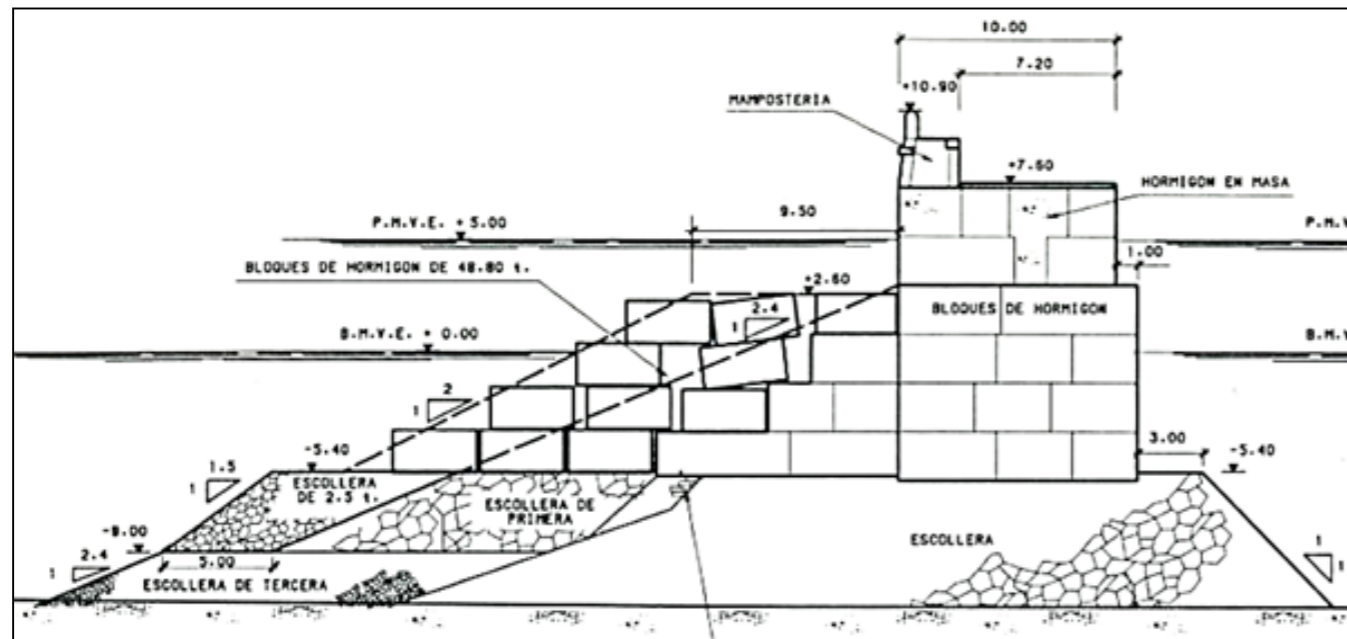 10.00
7.20
+10.90
MAMPOSTERIA
+7.60
HORMIGON EN MASA
9.50
P.M.V.E. + 5.00
P.M.V
1.00
BLOQUES DE HORMIGON DE 48.80 t.
+2.60
2.4
1
BLOQUES DE HORMIGON
B.M.V.E. + 0.00
B.M.V
2
1
3.00
-5.40
-5.40
1.5
1
ESCOLLERA
DE 2.5 t.
ESCOLLERA DE
PRIMERA
-9.00
ESCOLLERA
1
1
2.4
1
5.00
ESCOLLERA DE TERCERA